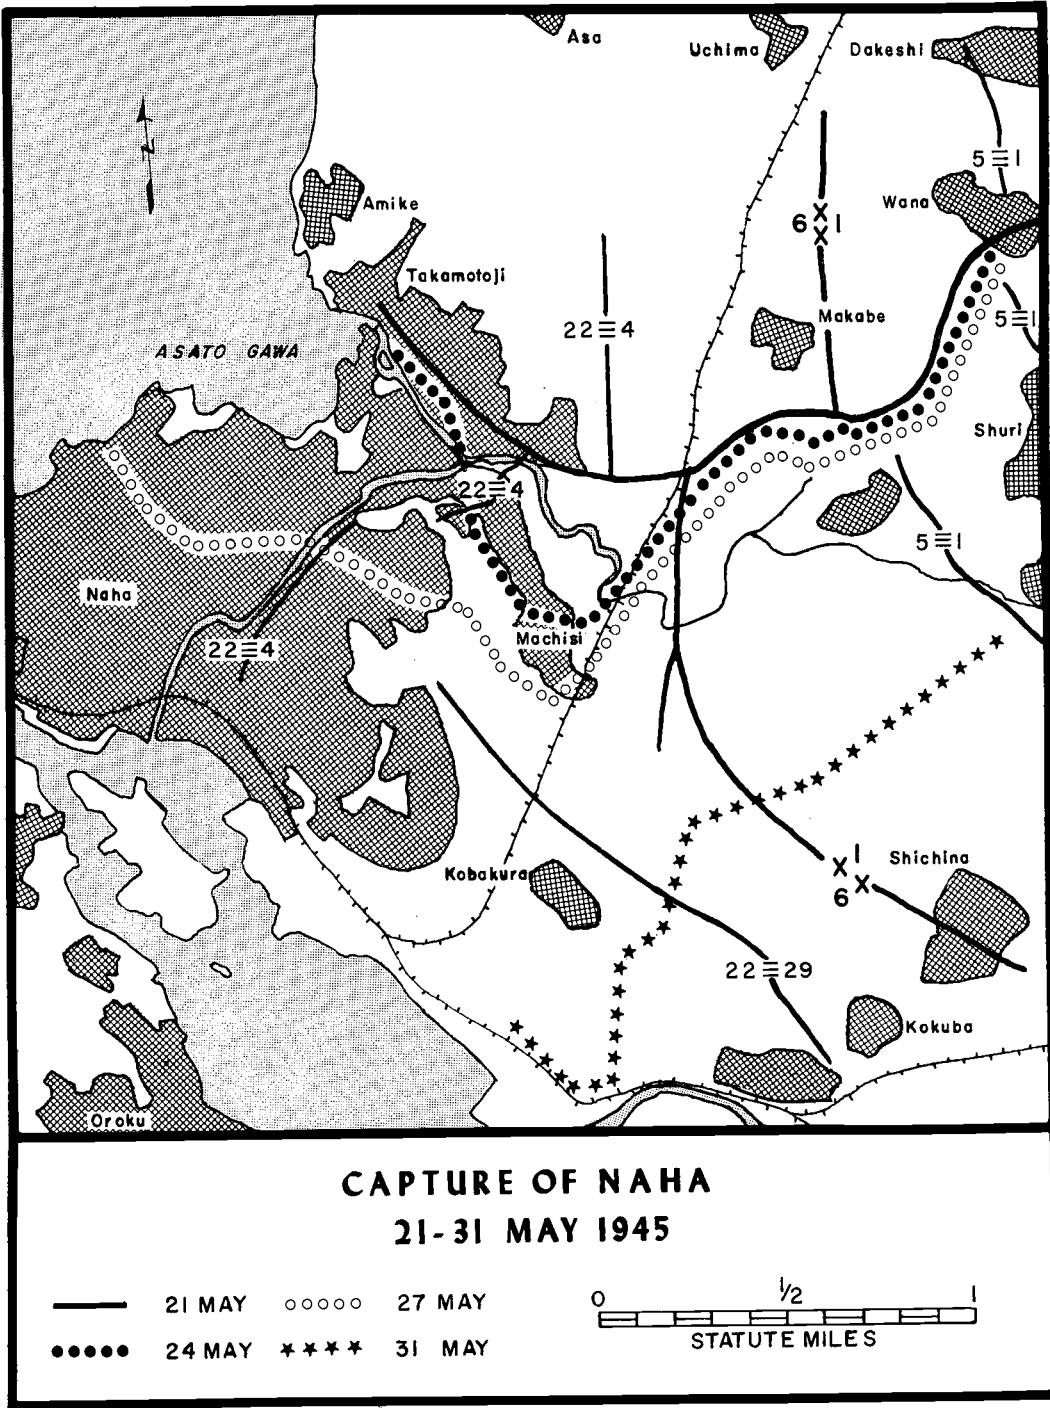 Asa
Uchima
Dakeshi
5 1
Wana
Amike
6 1
Takamotoji
22 4
Makabe
5 1
ASATO GAWA
Shuri
22 4
5 1
Naha
Machisi
22 4
Kobakura
1
6
Shichina
22 29
Kokuba
Oroku
N
CAPTURE OF NAHA
21-31 MAY 1945
21 MAY
27 MAY
24 MAY
31 MAY
0 1/2 1
STATUTE MILES